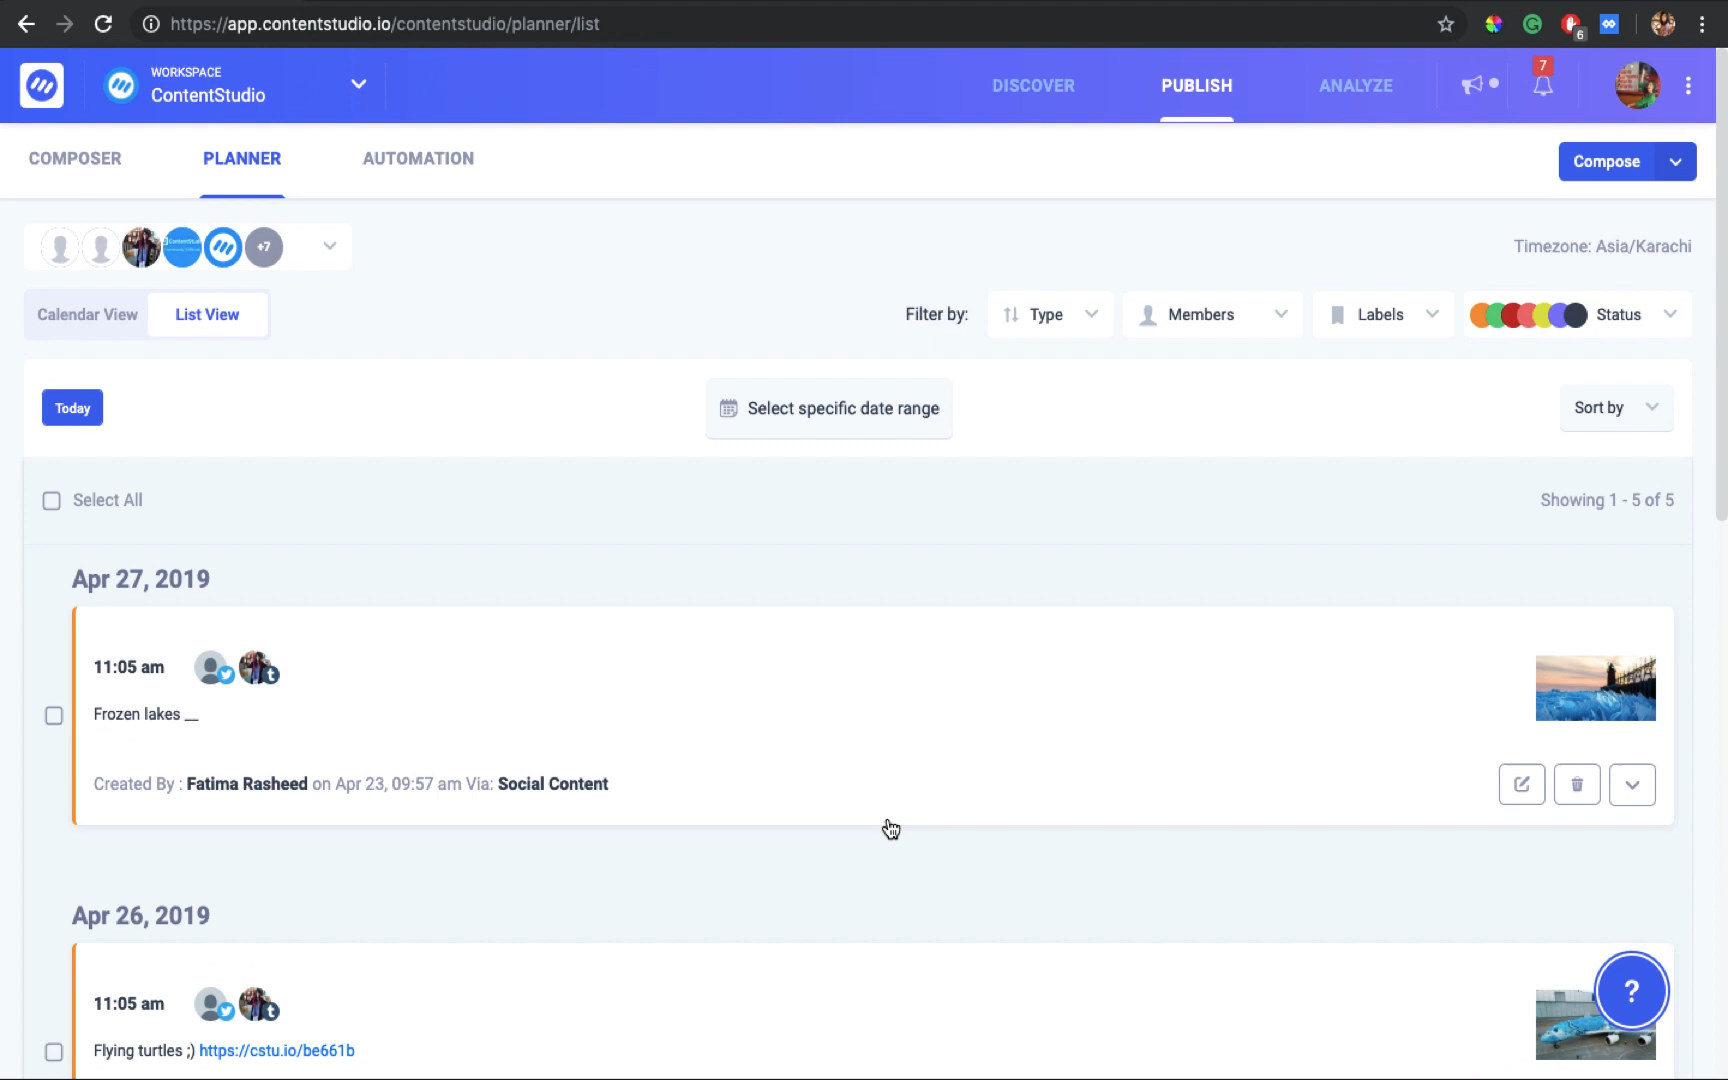 https://app.contentstudio.io/contentstudio/planner/list
6
WORKSPACE
ContentStudio
DISCOVER
PUBLISH
ANALYZE
7
COMPOSER
PLANNER
AUTOMATION
Compose
+7
Timezone: Asia/Karachi
Calendar View
List View
Filter by:
Type
Members
Labels
Status
Today
Select specific date range
Sort by
Select All
Showing 1 - 5 of 5
Apr 27, 2019
11:05 am
Frozen lakes __
Created By : Fatima Rasheed on Apr 23, 09:57 am Via: Social Content
Apr 26, 2019
11:05 am
?
Flying turtles ;) https://cstu.io/be661b